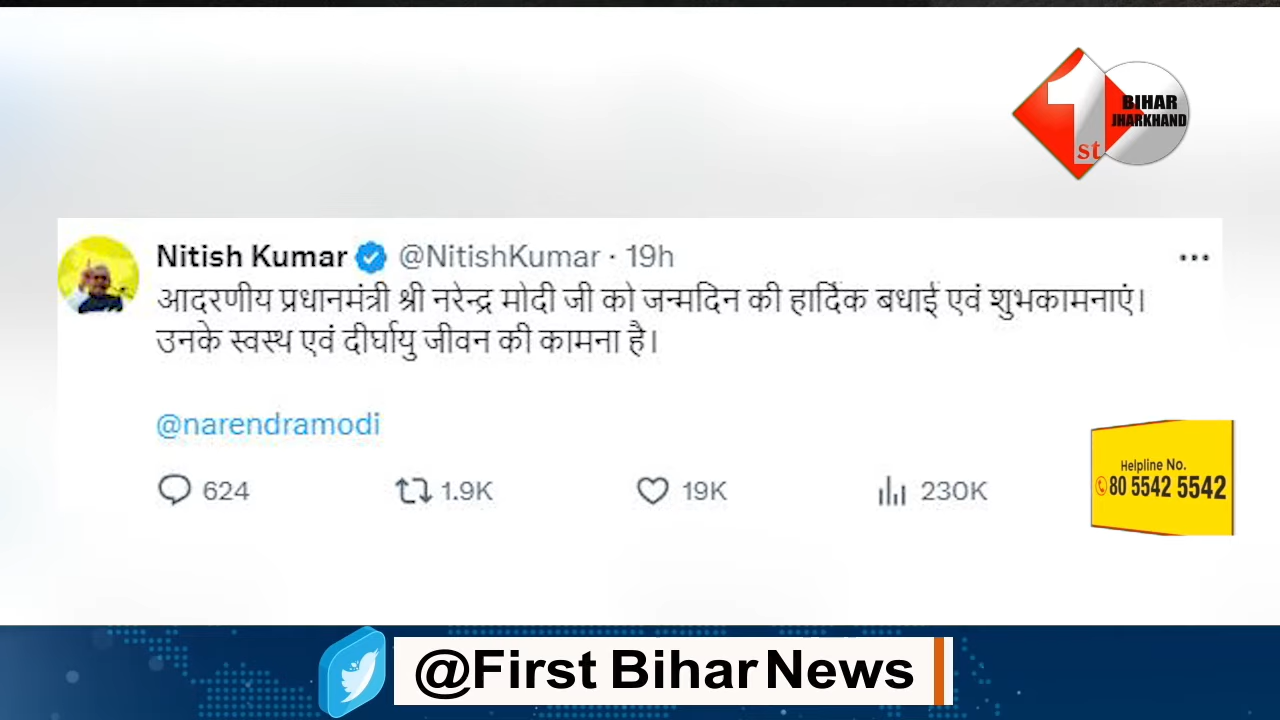 1st
BIHAR
JHARKHAND
Nitish Kumar @NitishKumar · 19h
आदरणीय प्रधानमंत्री श्री नरेन्द्र मोदी जी को जन्मदिन की हार्दिक बधाई एवं शुभकामनाएं।
उनके स्वस्थ एवं दीर्घायु जीवन की कामना है।
@narendramodi
624 1.9K 19K 230K
Helpline No.
80 5542 5542
@First Bihar News